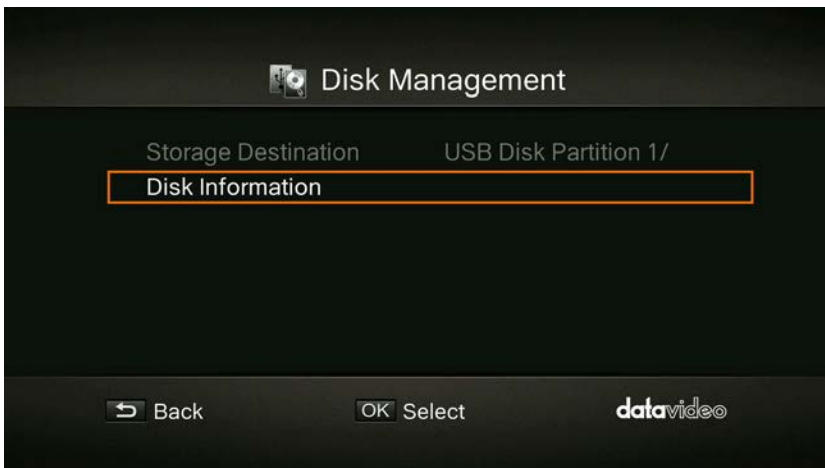 Disk Management
Storage Destination USB Disk Partition 1/
Disk Information
Back OK Select datavideo